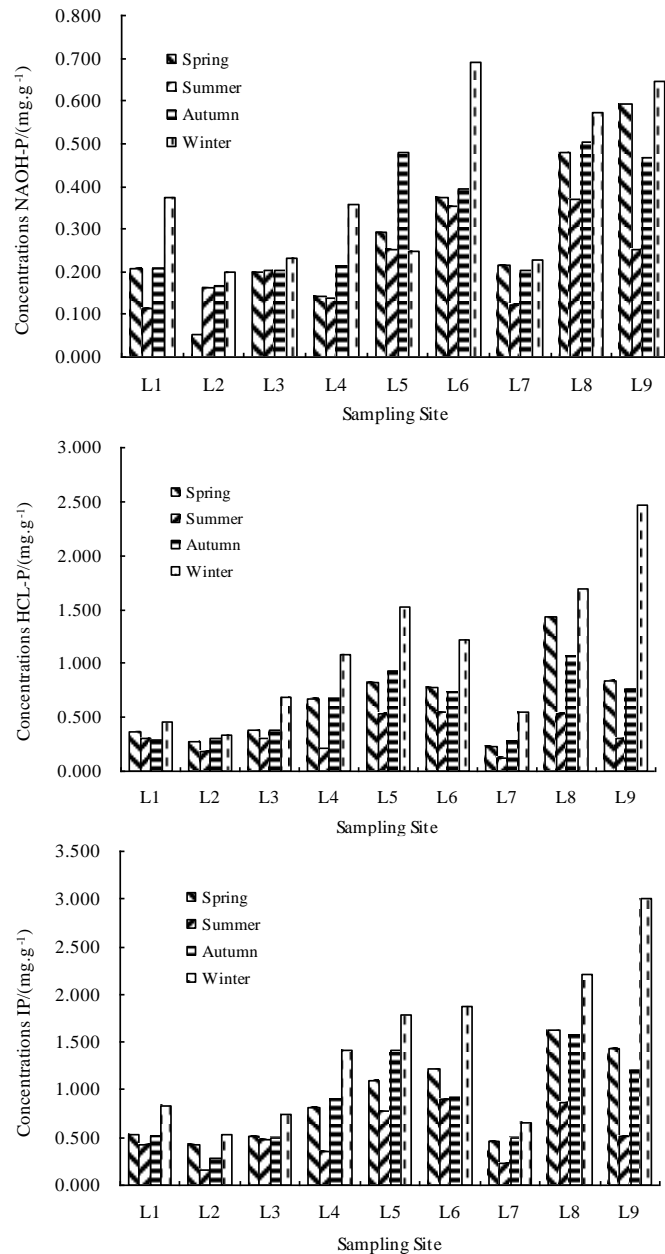 Concentrations NAOH-P/(mg.g-1)
0.800
0.700
0.600
0.500
0.400
0.300
0.200
0.100
0.000
Spring
Summer
Autumn
Winter
L1 L2 L3 L4 L5 L6 L7 L8 L9
Sampling Site
Concentrations HCL-P/(mg.g-1)
3.000
2.500
2.000
1.500
1.000
0.500
0.000
Spring
Summer
Autumn
Winter
L1 L2 L3 L4 L5 L6 L7 L8 L9
Sampling Site
Concentrations IP/(mg.g-1)
3.500
3.000
2.500
2.000
1.500
1.000
0.500
0.000
Spring
Summer
Autumn
Winter
L1 L2 L3 L4 L5 L6 L7 L8 L9
Sampling Site